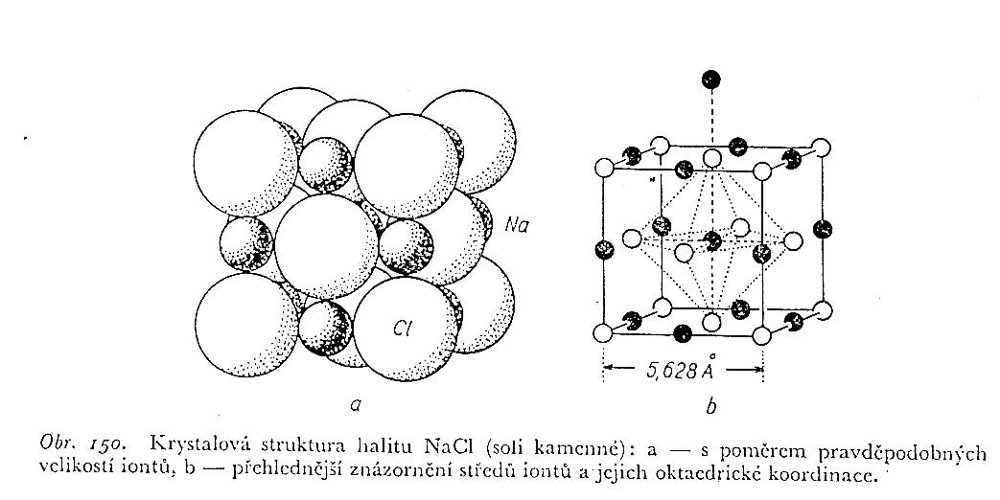 Na
Cl
5,628 Å
a
b
Obr. 150. Krystalová struktura halitu NaCl (soli kamenné): a — s poměrem pravděpodobných
velikostí iontů, b — přehlednější znázornění středů iontů a jejich oktaedrické koordinace.